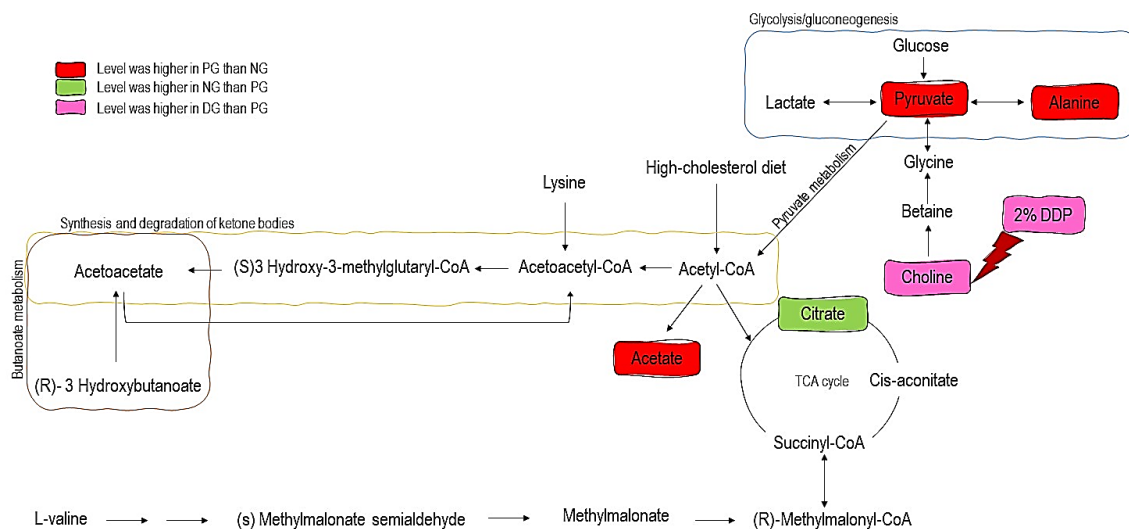 Glycolysis/gluconeogenesis
Level was higher in PG than NG
Level was higher in NG than PG
Level was higher in DG than PG
Glucose
Lactate
Pyruvate
Alanine
Pyruvate metabolism
Glycine
High-cholesterol diet
Lysine
Betaine
2% DDP
Synthesis and degradation of ketone bodies
Butanoate metabolism
Acetoacetate
(S)3 Hydroxy-3-methylglutaryl-CoA
Acetoacetyl-CoA
Acetyl-CoA
Choline
Citrate
Acetate
(R)- 3 Hydroxybutanoate
TCA cycle
Cis-aconitate
Succinyl-CoA
L-valine
(s) Methylmalonate semialdehyde
Methylmalonate
(R)-Methylmalonyl-CoA